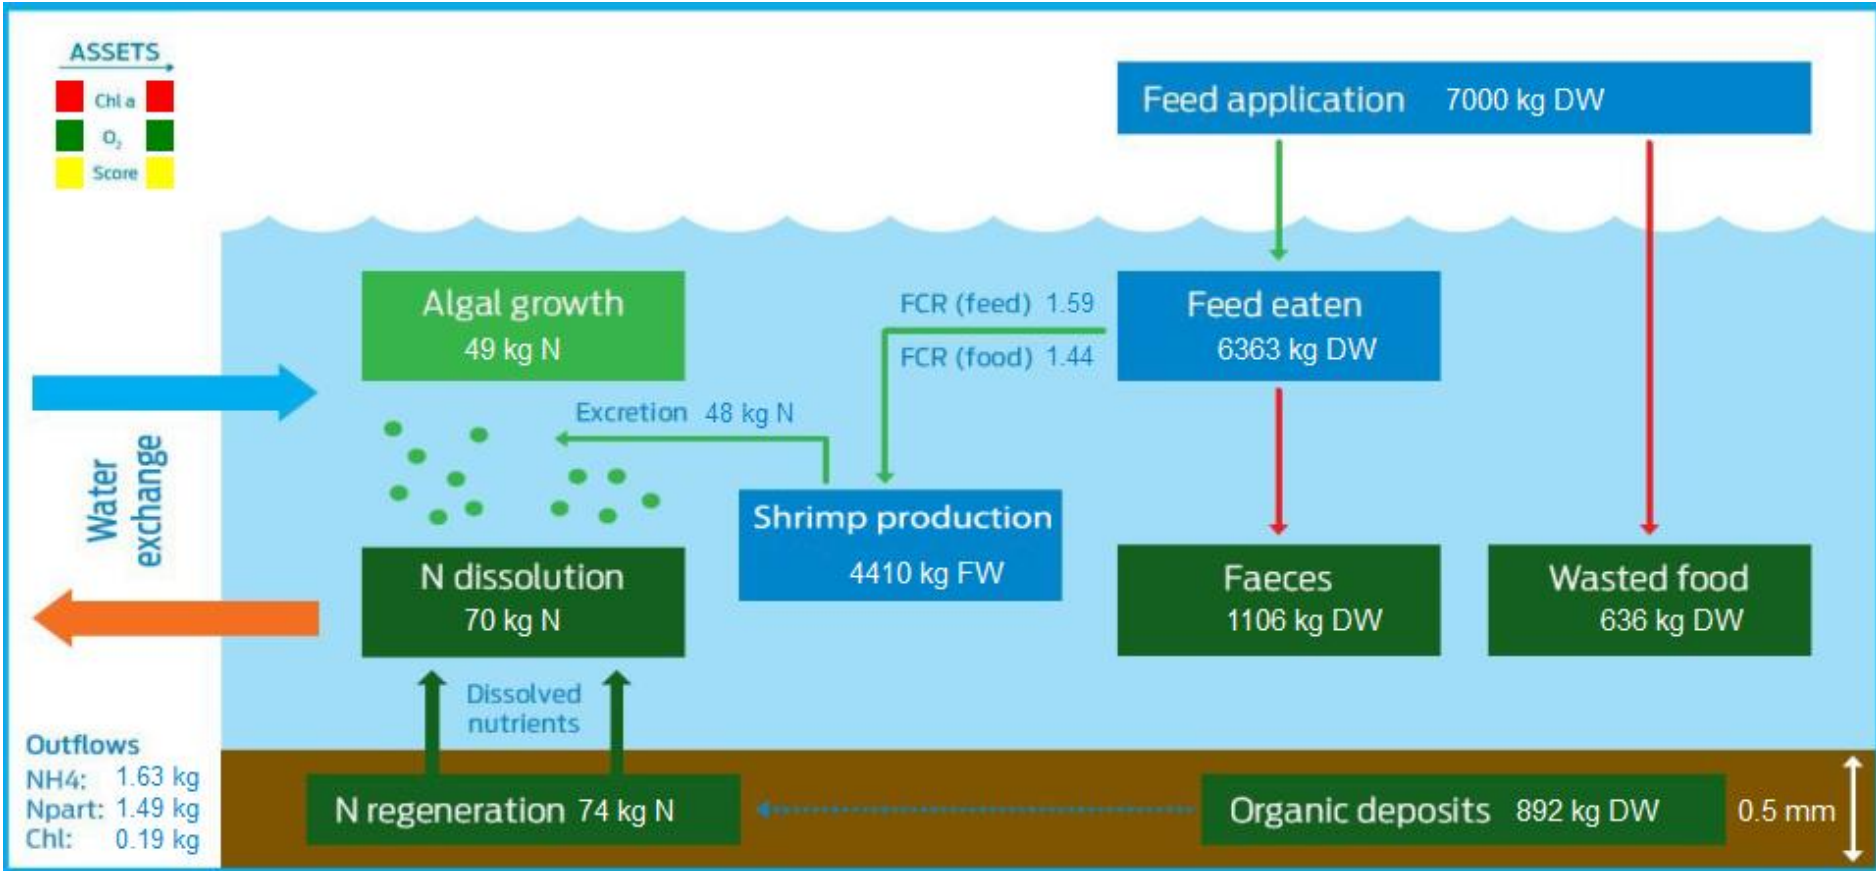 ASSETS
Chl a
O₂
Score
Feed application 7000 kg DW
Algal growth
49 kg N
FCR (feed) 1.59
FCR (food) 1.44
Feed eaten
6363 kg DW
Excretion 48 kg N
Water
exchange
Shrimp production
4410 kg FW
N dissolution
70 kg N
Faeces
1106 kg DW
Wasted food
636 kg DW
Dissolved
nutrients
Outflows
NH4: 1.63 kg
Npart: 1.49 kg
Chl: 0.19 kg
N regeneration 74 kg N
Organic deposits 892 kg DW
0.5 mm